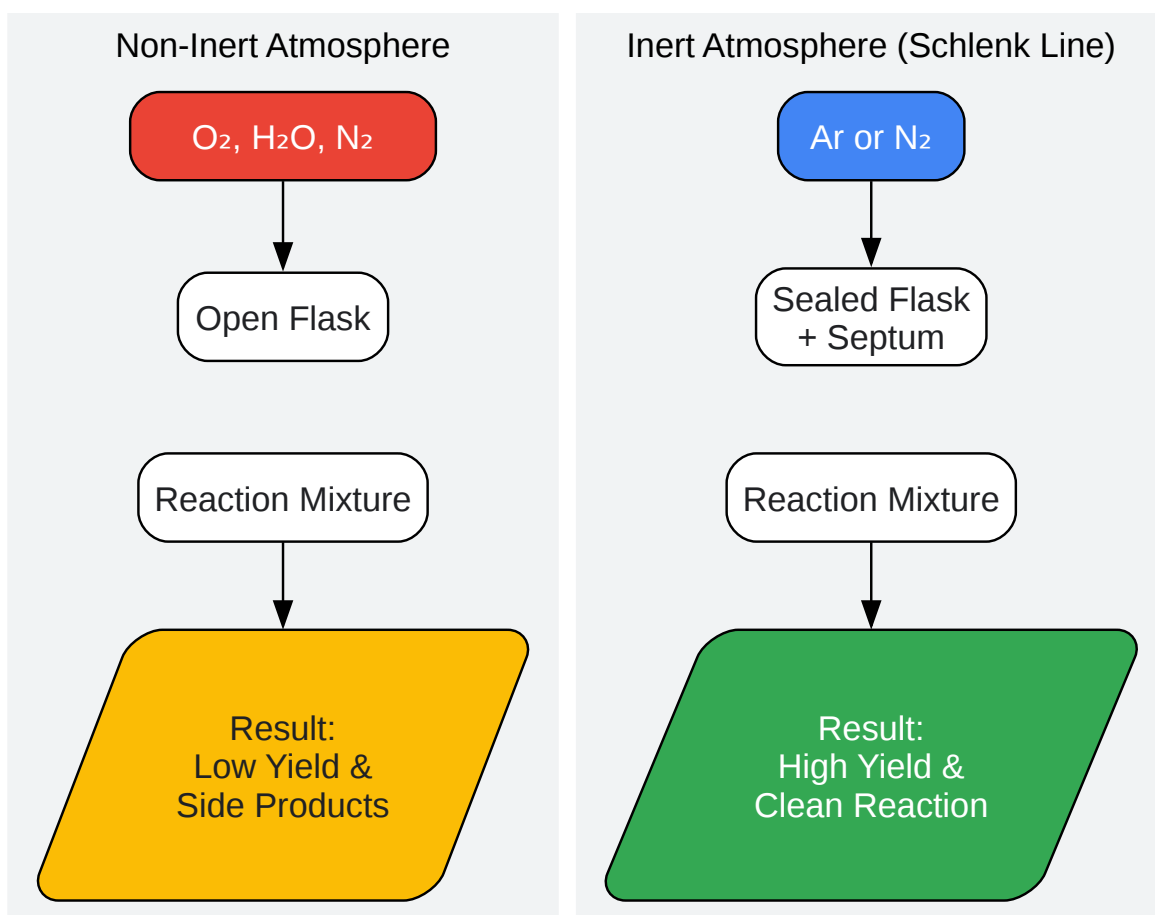 Non-Inert Atmosphere
O₂, H₂O, N₂
Open Flask
Reaction Mixture
Result:
Low Yield &
Side Products
Inert Atmosphere (Schlenk Line)
Ar or N₂
Sealed Flask
+ Septum
Reaction Mixture
Result:
High Yield &
Clean Reaction